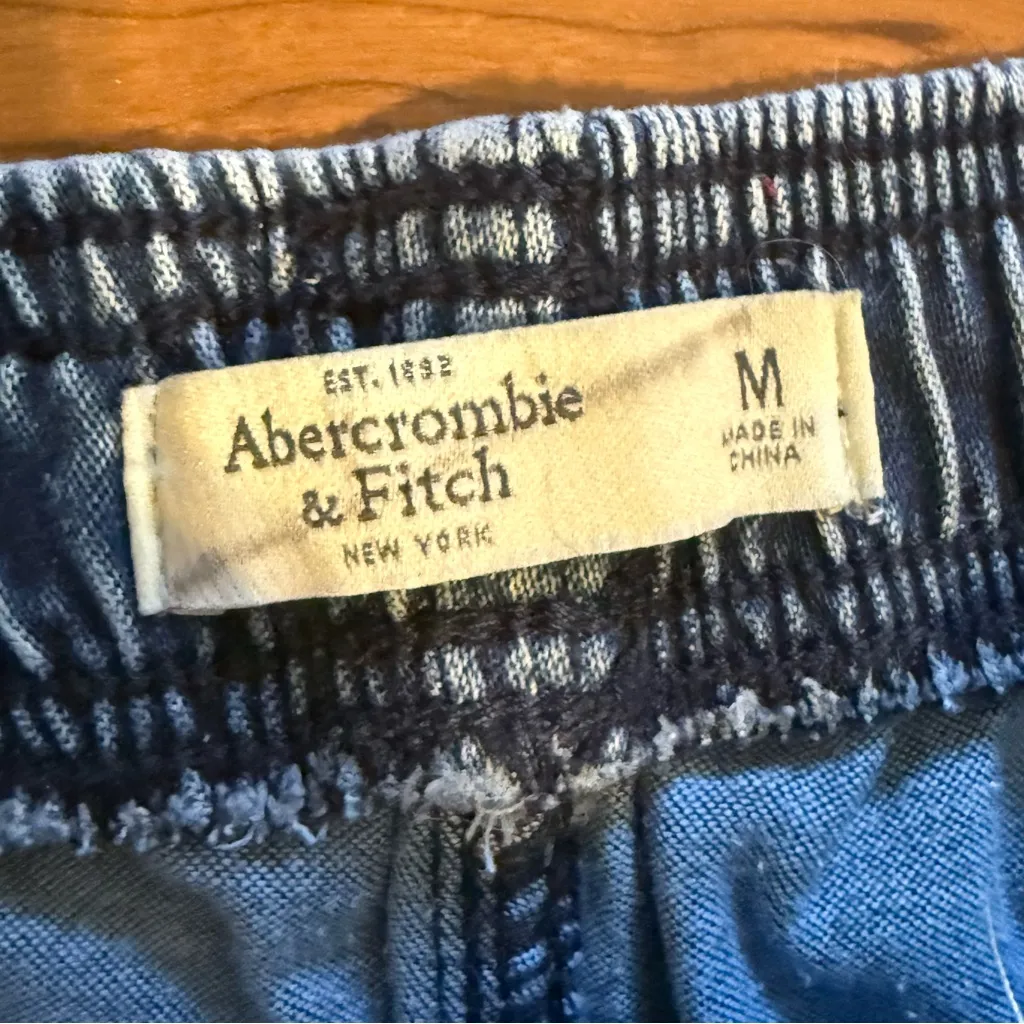 EST. 1892
Abercrombie
& Fitch
NEW YORK
M
MADE IN
CHINA